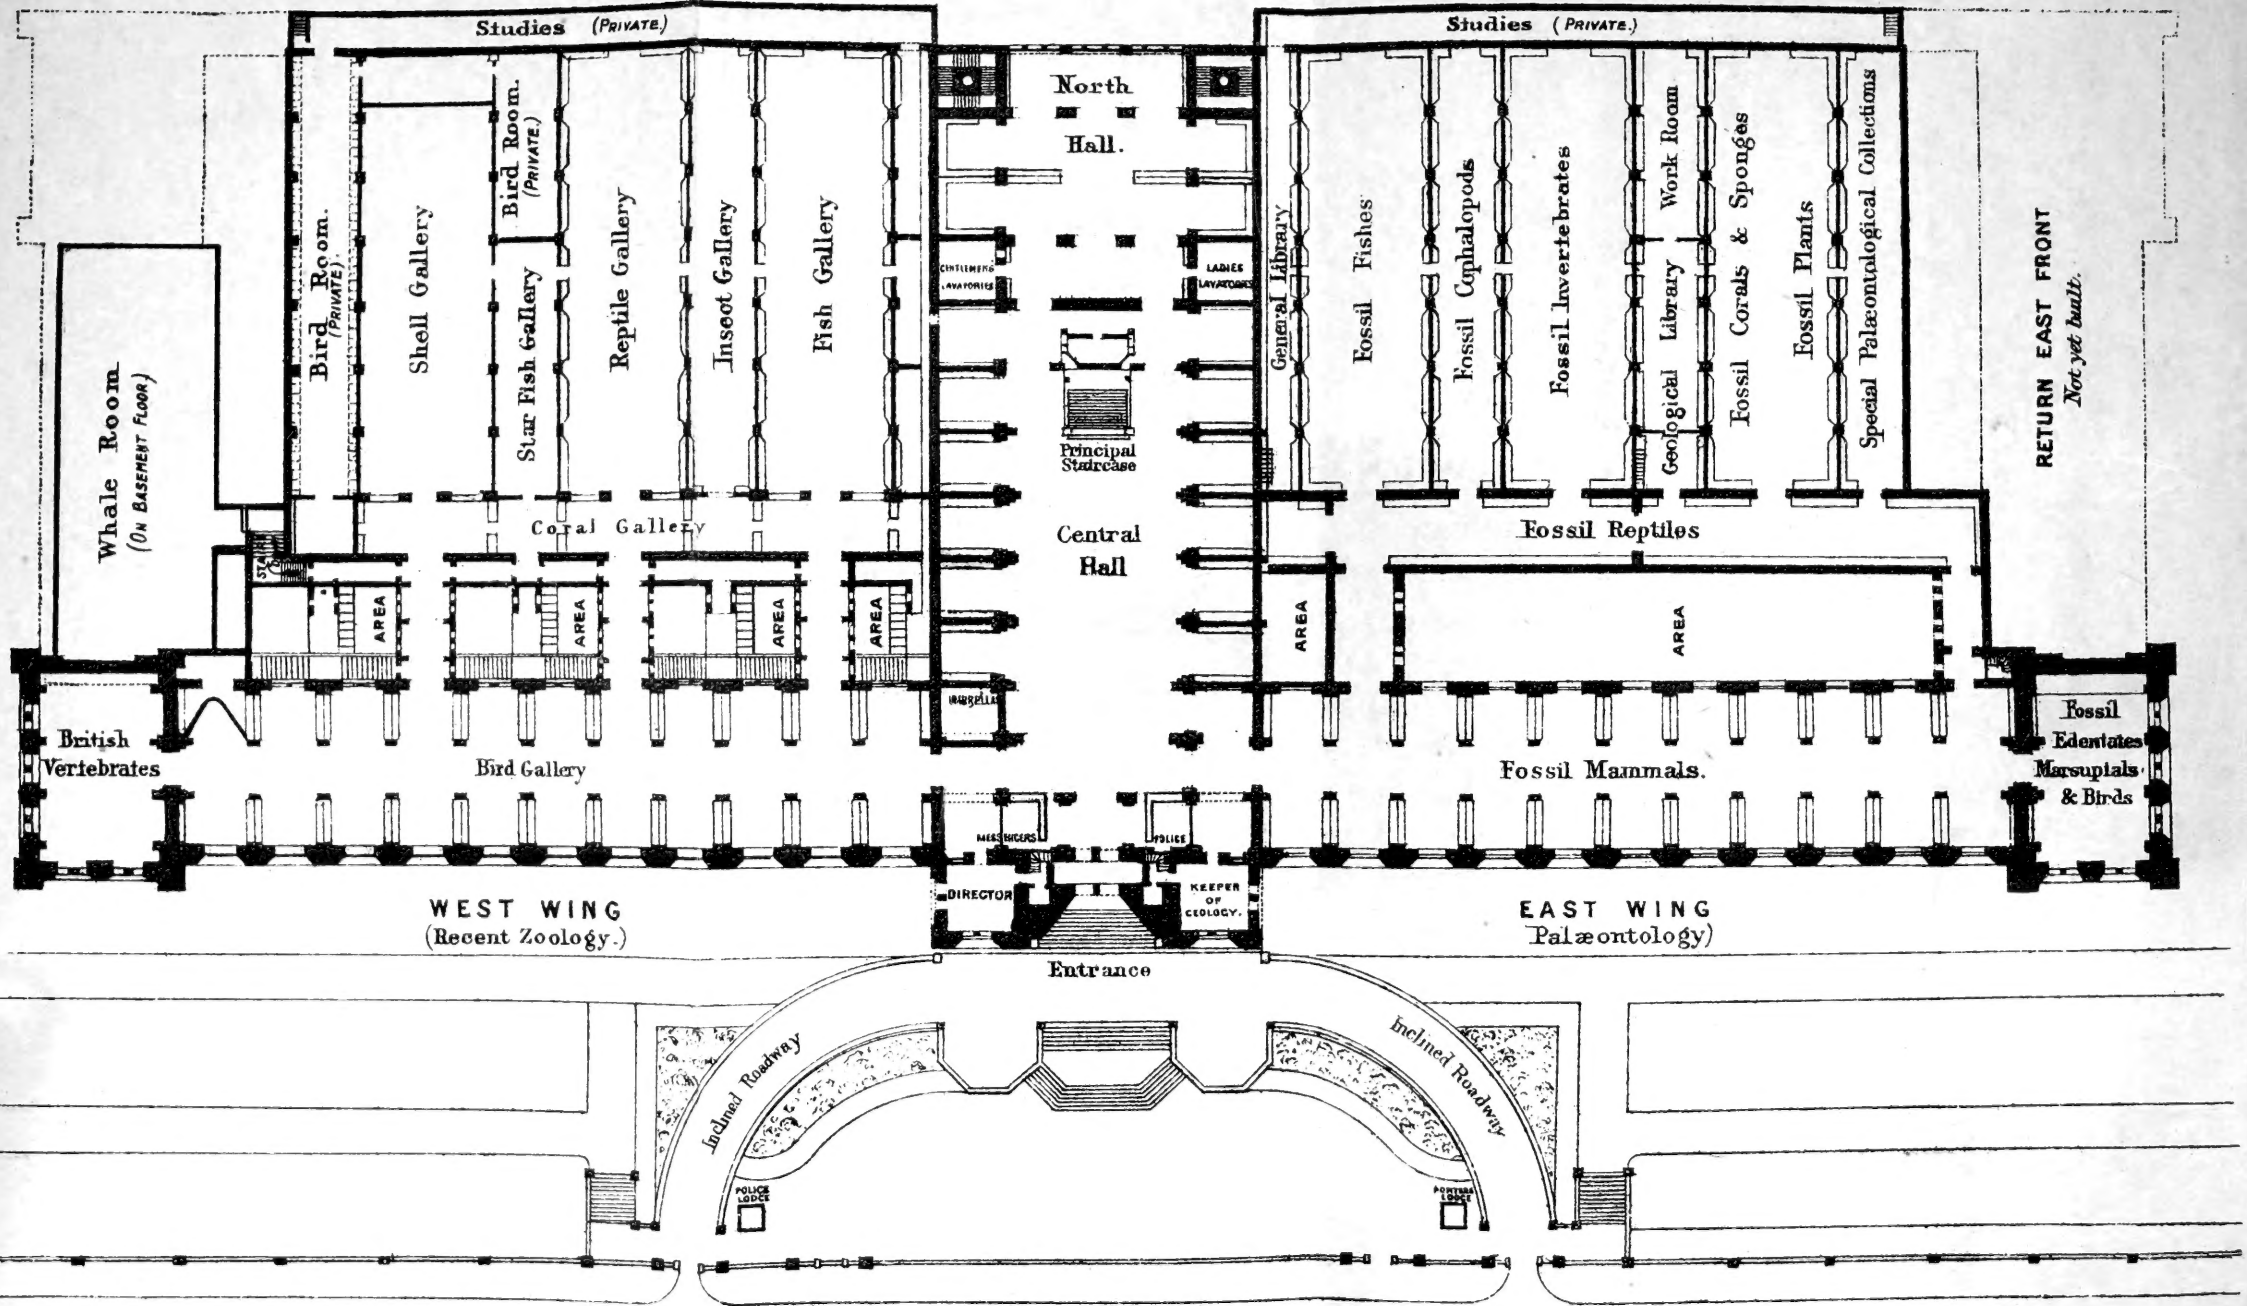 Studies (PRIVATE.)
Studies (PRIVATE.)
North
Hall.
Bird Room.
(PRIVATE).
Shell Gallery
Bird Room.
(PRIVATE.)
Star Fish Gallery
Reptile Gallery
Insect Gallery
Fish Gallery
GENTLEMENS
LAVATORIES
LADIES
LAVATORIES
General Library
Fossil Fishes
Fossil Cephalopods
Fossil Invertebrates
Work Room
Geological Library
Fossil Corals & Sponges
Fossil Plants
Special Palæontological Collections
RETURN EAST FRONT
Not yet built.
Whale Room
(ON BASEMENT FLOOR)
Principal
Staircase
Coral Gallery
Central
Hall
Fossil Reptiles
AREA
AREA
AREA
AREA
AREA
AREA
UMBRELLAS
British
Vertebrates
Bird Gallery
Fossil Mammals.
Fossil
Edentates
Marsupials
& Birds
MESSENGERS
POLICE
DIRECTOR
KEEPER
OF
GEOLOGY.
WEST WING
(Recent Zoology.)
EAST WING
Palæontology)
Entrance
Inclined Roadway
Inclined Roadway
POLICE
LODGE
PORTERS
LODGE